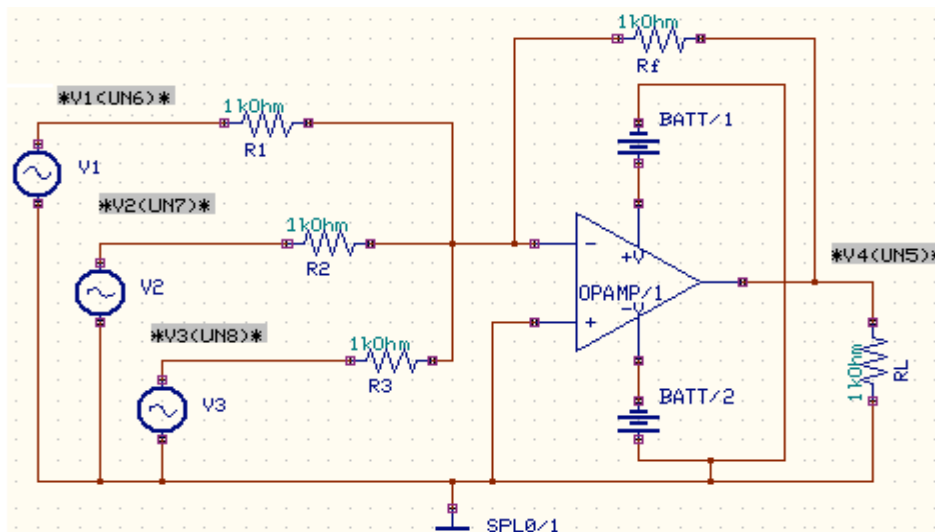 1kOhm
Rf
*V1(UN6)*
1kOhm
R1
V1
BATT/1
*V2(UN7)*
1kOhm
R2
V2
-
+V
OPAMP/1
-V
+
*V4(UN5)*
*V3(UN8)*
1kOhm
R3
V3
1kOhm
RL
BATT/2
SPL0/1